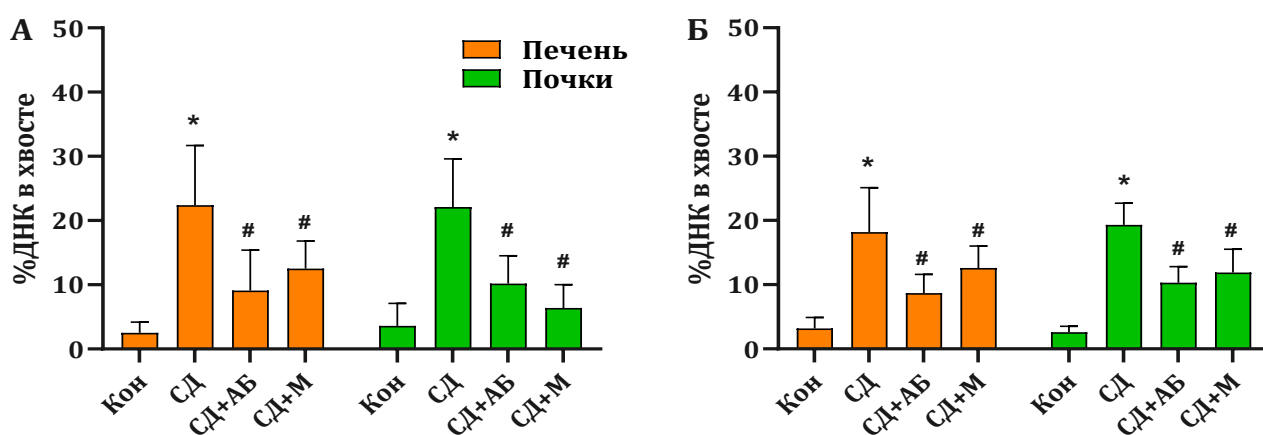 А
%ДНК в хвосте
50
40
30
20
10
0
Печень
Почки
*
#
#
*
#
#
Кон
СД
СД+АБ
СД+М
Кон
СД
СД+АБ
СД+М
Б
%ДНК в хвосте
50
40
30
20
10
0
*
#
#
*
#
#
Кон
СД
СД+АБ
СД+М
Кон
СД
СД+АБ
СД+М